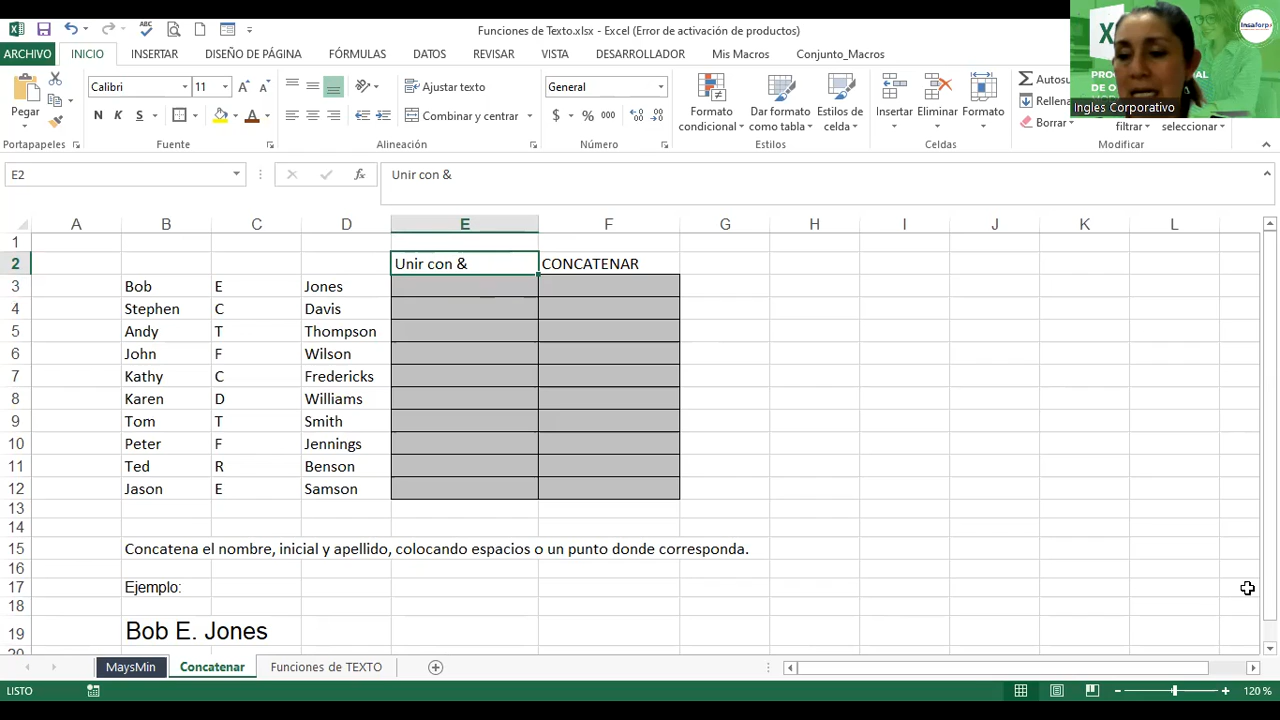 Funciones de Texto.xlsx - Excel (Error de activación de productos)
ARCHIVO INICIO INSERTAR DISEÑO DE PÁGINA FÓRMULAS DATOS REVISAR VISTA DESARROLLADOR Mis Macros Conjunto_Macros
Calibri 11 Ajustar texto General Autosu
Pegar Formato condicional Dar formato como tabla Estilos de celda Insertar Eliminar Formato Rellena
N K S Combinar y centrar $ % 000 Borrar filtrar seleccionar
Portapapeles Fuente Alineación Número Estilos Celdas Modificar
Insaforp
Ingles Corporativo
E2 fx Unir con &
A B C D E F G H I J K L
1
2 Unir con & CONCATENAR
3 Bob E Jones
4 Stephen C Davis
5 Andy T Thompson
6 John F Wilson
7 Kathy C Fredericks
8 Karen D Williams
9 Tom T Smith
10 Peter F Jennings
11 Ted R Benson
12 Jason E Samson
13
14
15 Concatena el nombre, inicial y apellido, colocando espacios o un punto donde corresponda.
16
17 Ejemplo:
18
19 Bob E. Jones
MaysMin Concatenar Funciones de TEXTO
LISTO 120 %